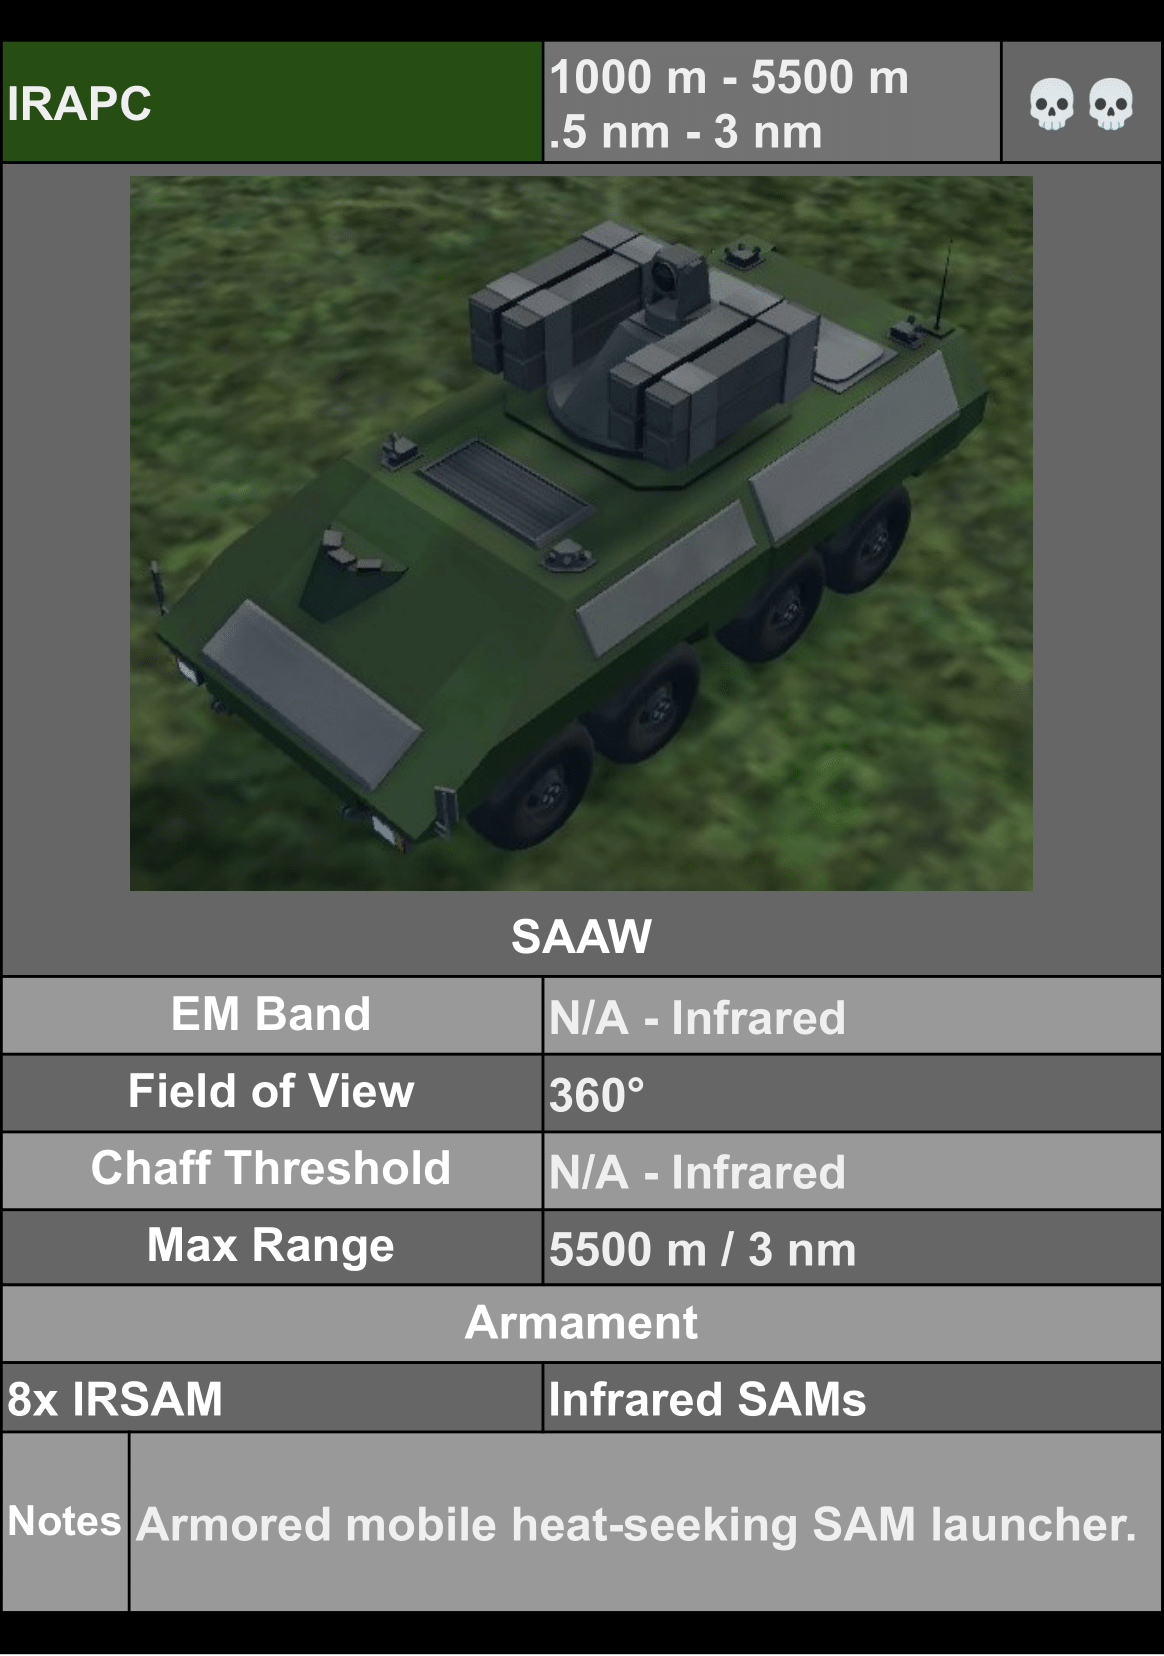 IRAPC
1000 m - 5500 m
.5 nm - 3 nm
💀💀
SAAW
EM Band
N/A - Infrared
Field of View
360°
Chaff Threshold
N/A - Infrared
Max Range
5500 m / 3 nm
Armament
8x IRSAM
Infrared SAMs
Notes
Armored mobile heat-seeking SAM launcher.